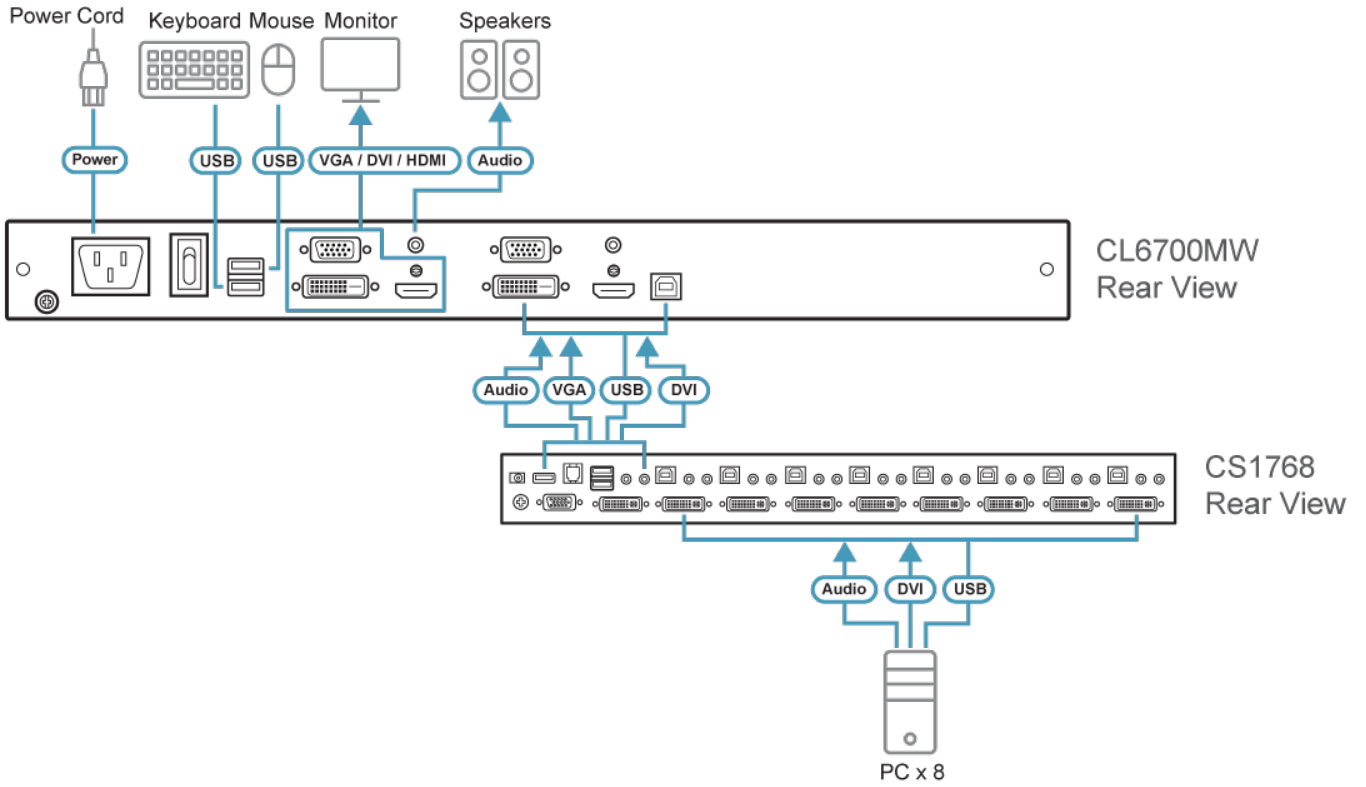 Power Cord
Keyboard Mouse Monitor
Speakers
Power
USB
USB
VGA / DVI / HDMI
Audio
CL6700MW
Rear View
Audio
VGA
USB
DVI
CS1768
Rear View
Audio
DVI
USB
PC x 8